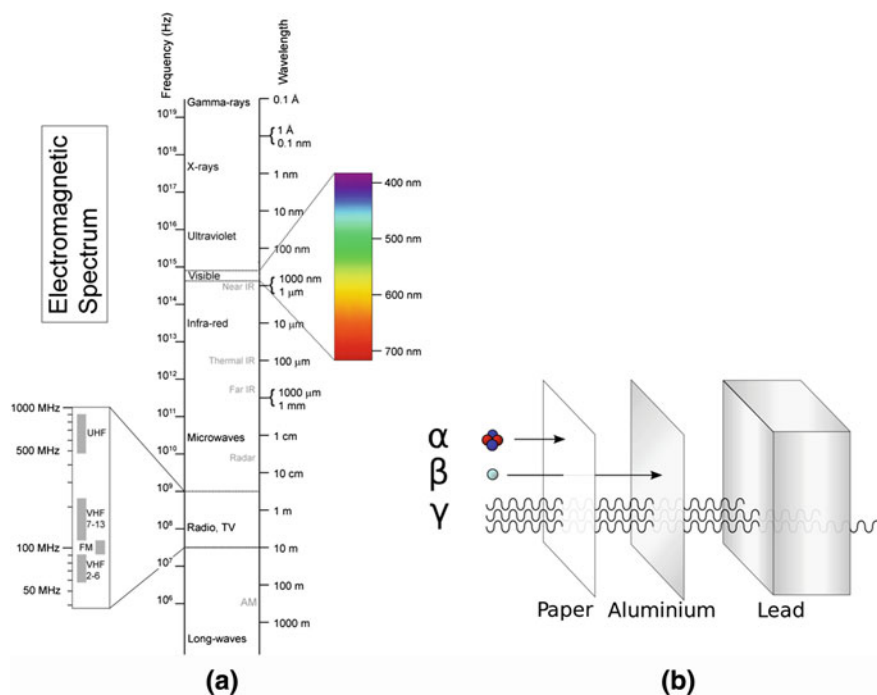 Electromagnetic
Spectrum
Frequency (Hz)
Wavelength
10¹⁹
10¹⁸
10¹⁷
10¹⁶
10¹⁵
10¹⁴
10¹³
10¹²
10¹¹
10¹⁰
10⁹
10⁸
10⁷
10⁶
Gamma-rays
X-rays
Ultraviolet
Visible
Near IR
Infra-red
Thermal IR
Far IR
Microwaves
Radar
Radio, TV
AM
Long-waves
0.1 Å
1 Å
0.1 nm
1 nm
10 nm
100 nm
1000 nm
1 μm
10 μm
100 μm
1000 μm
1 mm
1 cm
10 cm
1 m
10 m
100 m
1000 m
400 nm
500 nm
600 nm
700 nm
1000 MHz
500 MHz
100 MHz
50 MHz
UHF
VHF
7-13
FM
VHF
2-6
(a)
α
β
γ
Paper
Aluminium
Lead
(b)